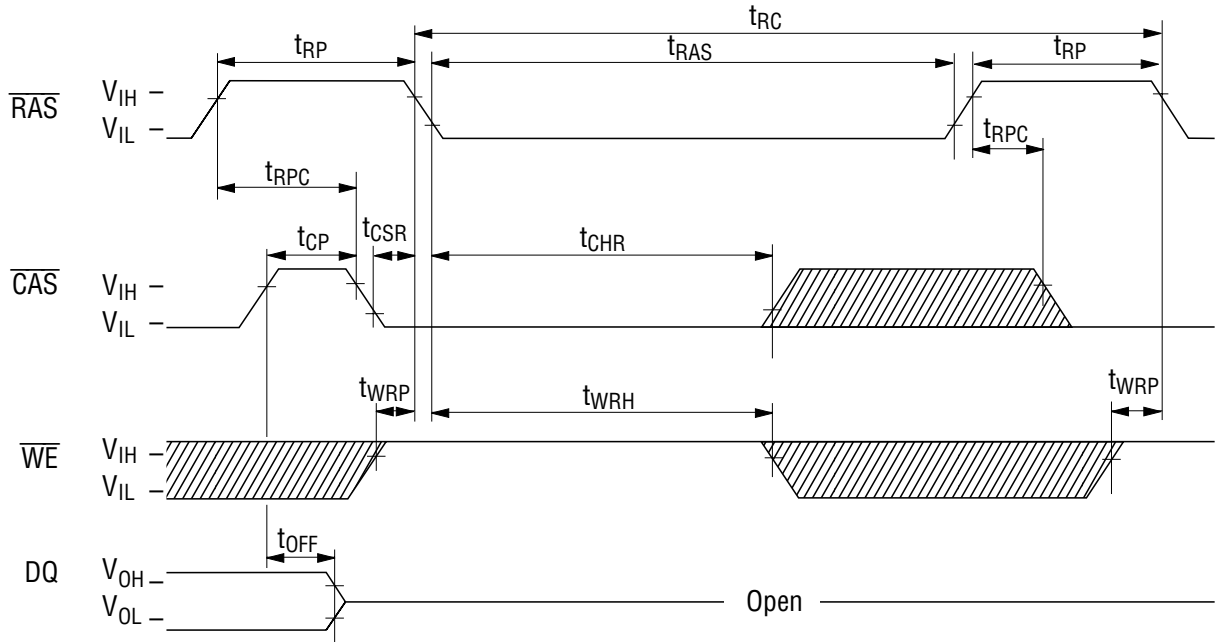 tRC
tRP
tRAS
tRP
RAS
VIH
VIL
tRPC
tRPC
tCP
tCSR
tCHR
CAS
VIH
VIL
tWRP
tWRH
tWRP
WE
VIH
VIL
tOFF
DQ
VOH
VOL
Open